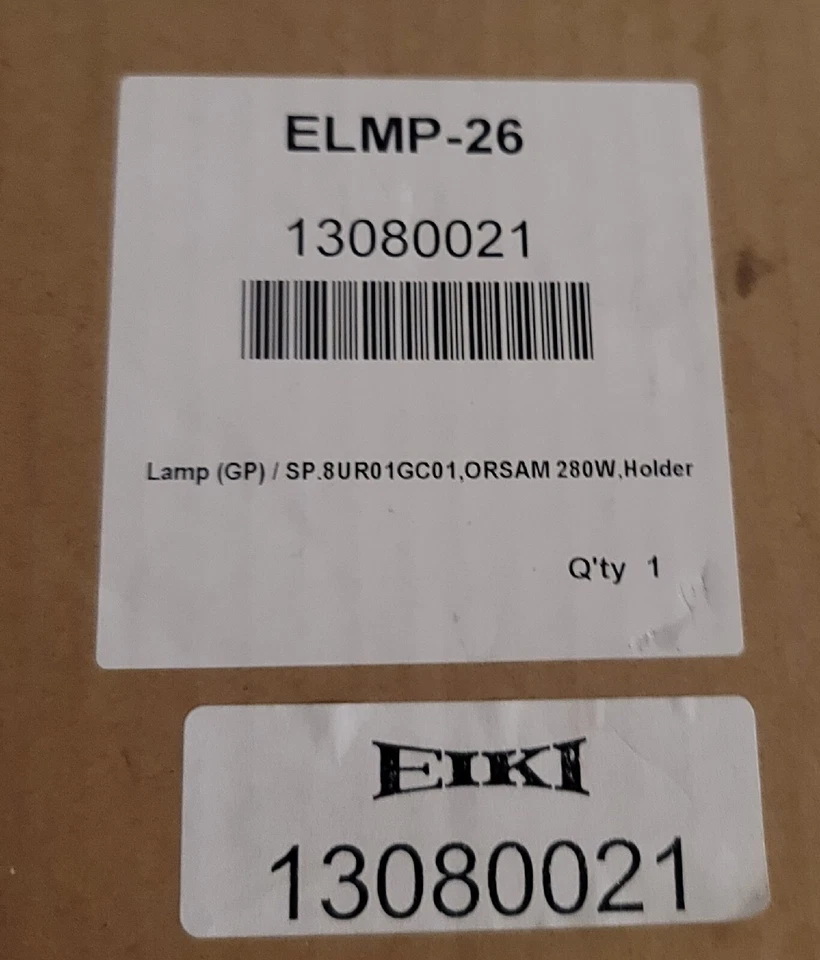 ELMP-26
13080021
Lamp (GP) / SP.8UR01GC01,ORSAM 280W,Holder
Q'ty 1
EIKI
13080021